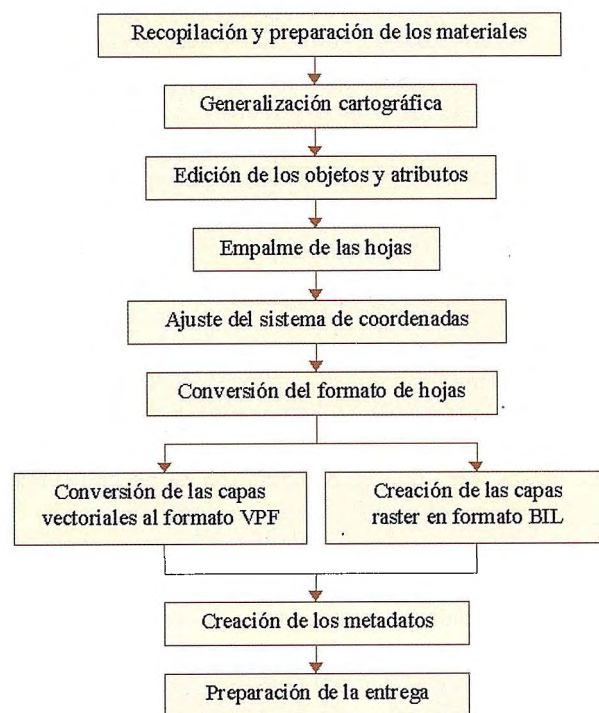 Recopilación y preparación de los materiales
Generalización cartográfica
Edición de los objetos y atributos
Empalme de las hojas
Ajuste del sistema de coordenadas
Conversión del formato de hojas
Conversión de las capas
vectoriales al formato VPF
Creación de las capas
raster en formato BIL
Creación de los metadatos
Preparación de la entrega